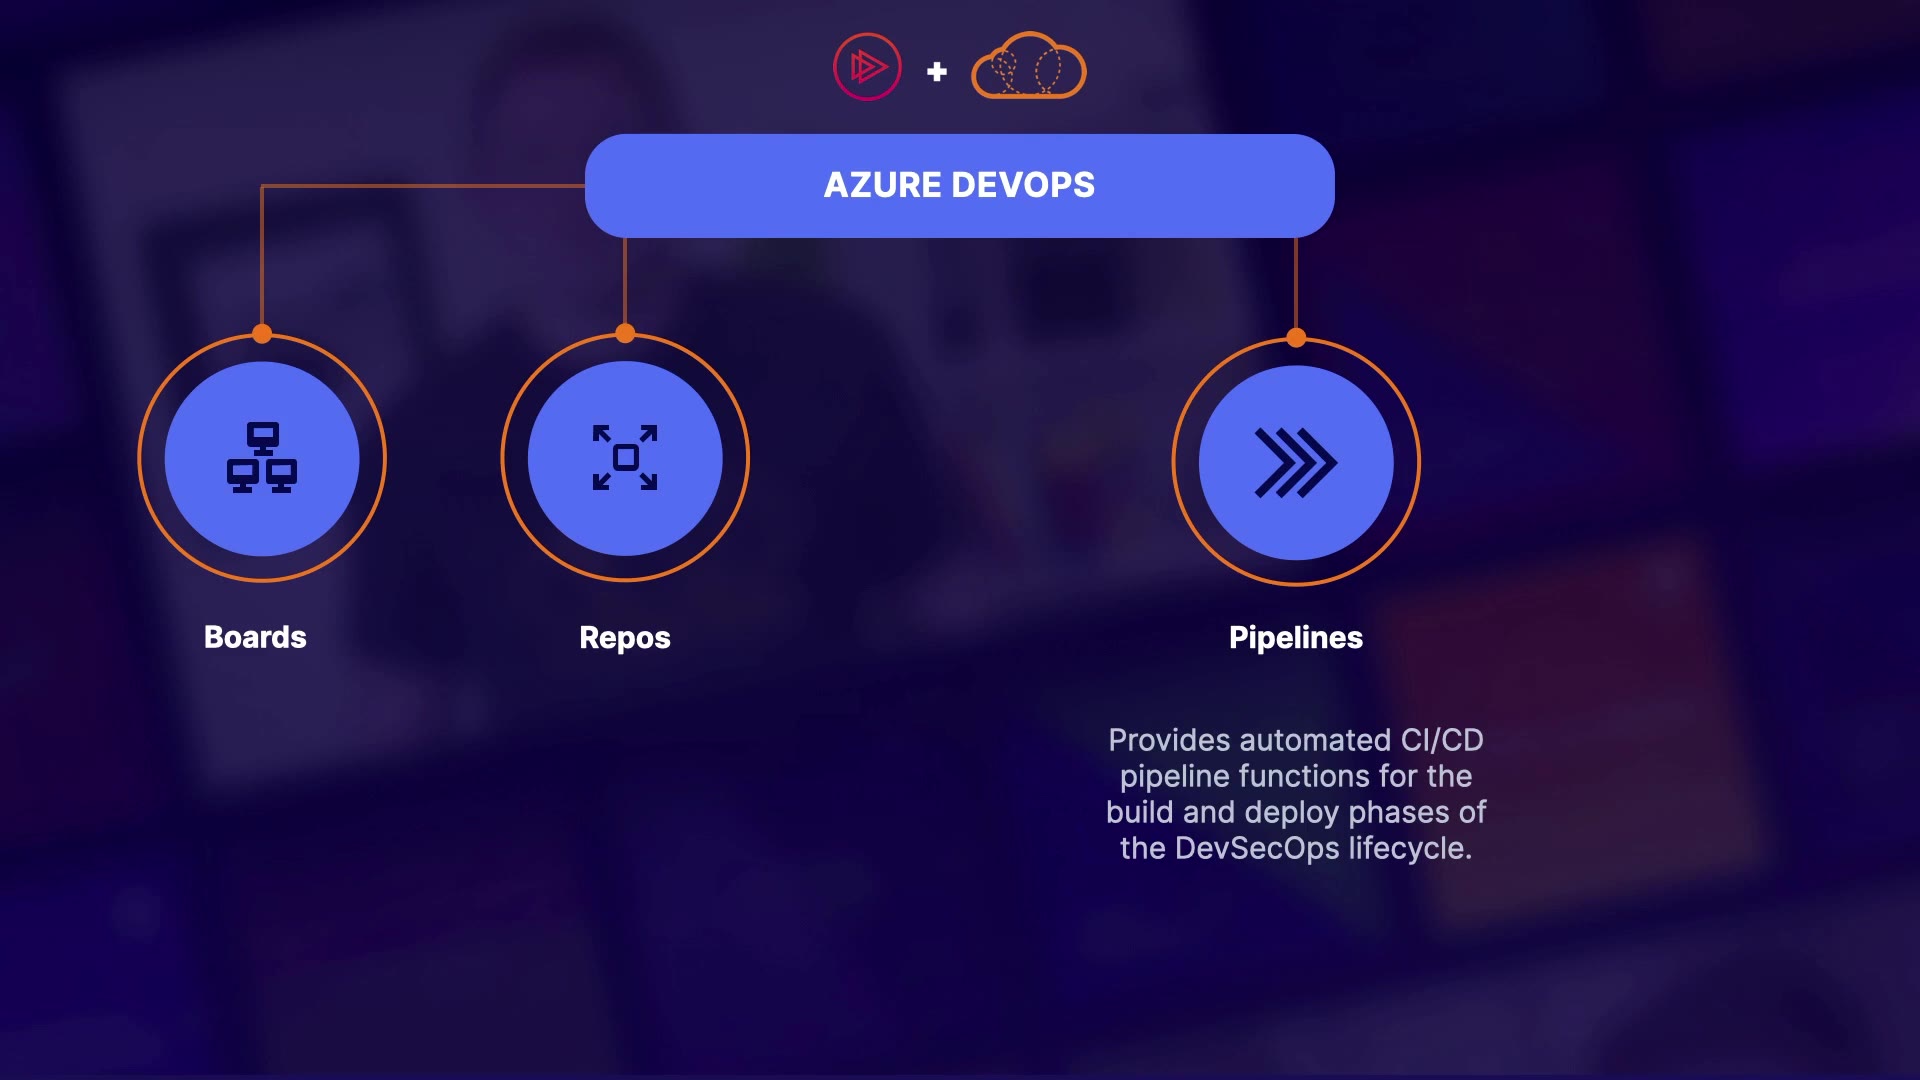 AZURE DEVOPS
Boards
Repos
Pipelines
Provides automated CI/CD
pipeline functions for the
build and deploy phases of
the DevSecOps lifecycle.